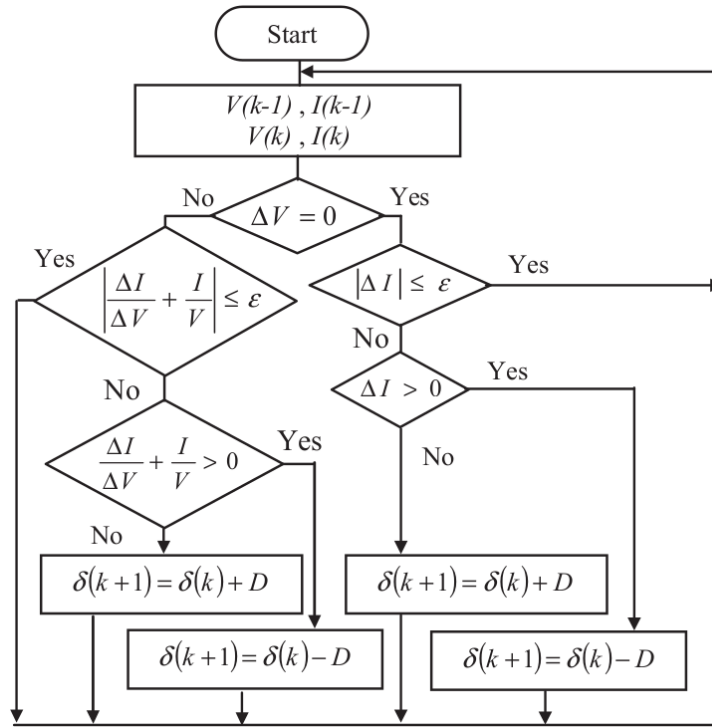 Start
V(k-1) , I(k-1)
V(k) , I(k)
No
Yes
ΔV = 0
Yes
|ΔI/ΔV + I/V| ≤ ε
|ΔI| ≤ ε
Yes
No
No
ΔI > 0
Yes
ΔI/ΔV + I/V > 0
Yes
No
No
δ(k+1)=δ(k)+D
δ(k+1)=δ(k)+D
δ(k+1)=δ(k)−D
δ(k+1)=δ(k)−D